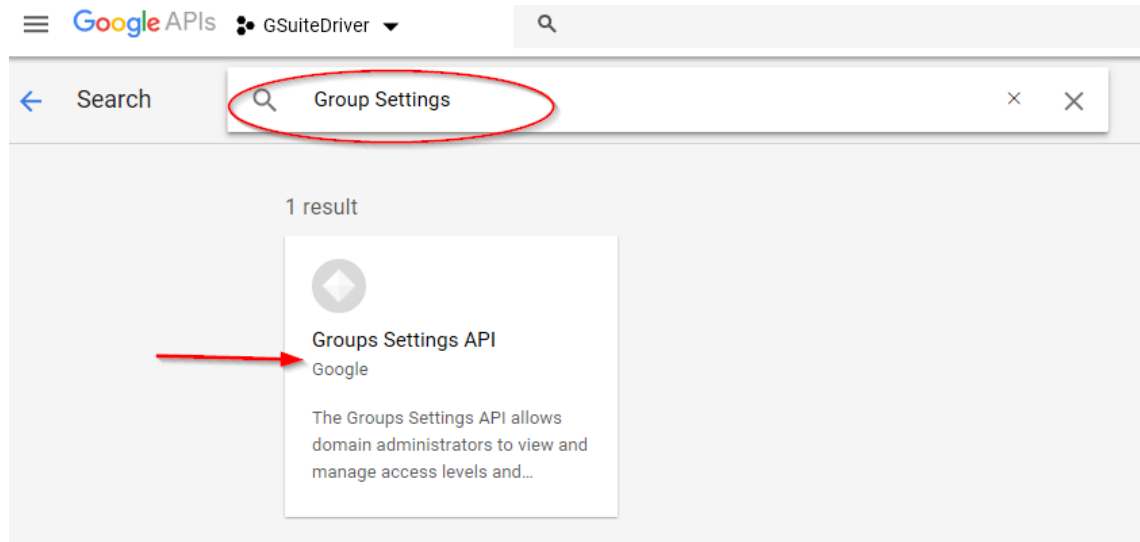 Google APIs GSuiteDriver
Search Group Settings
1 result
Groups Settings API
Google
The Groups Settings API allows
domain administrators to view and
manage access levels and...